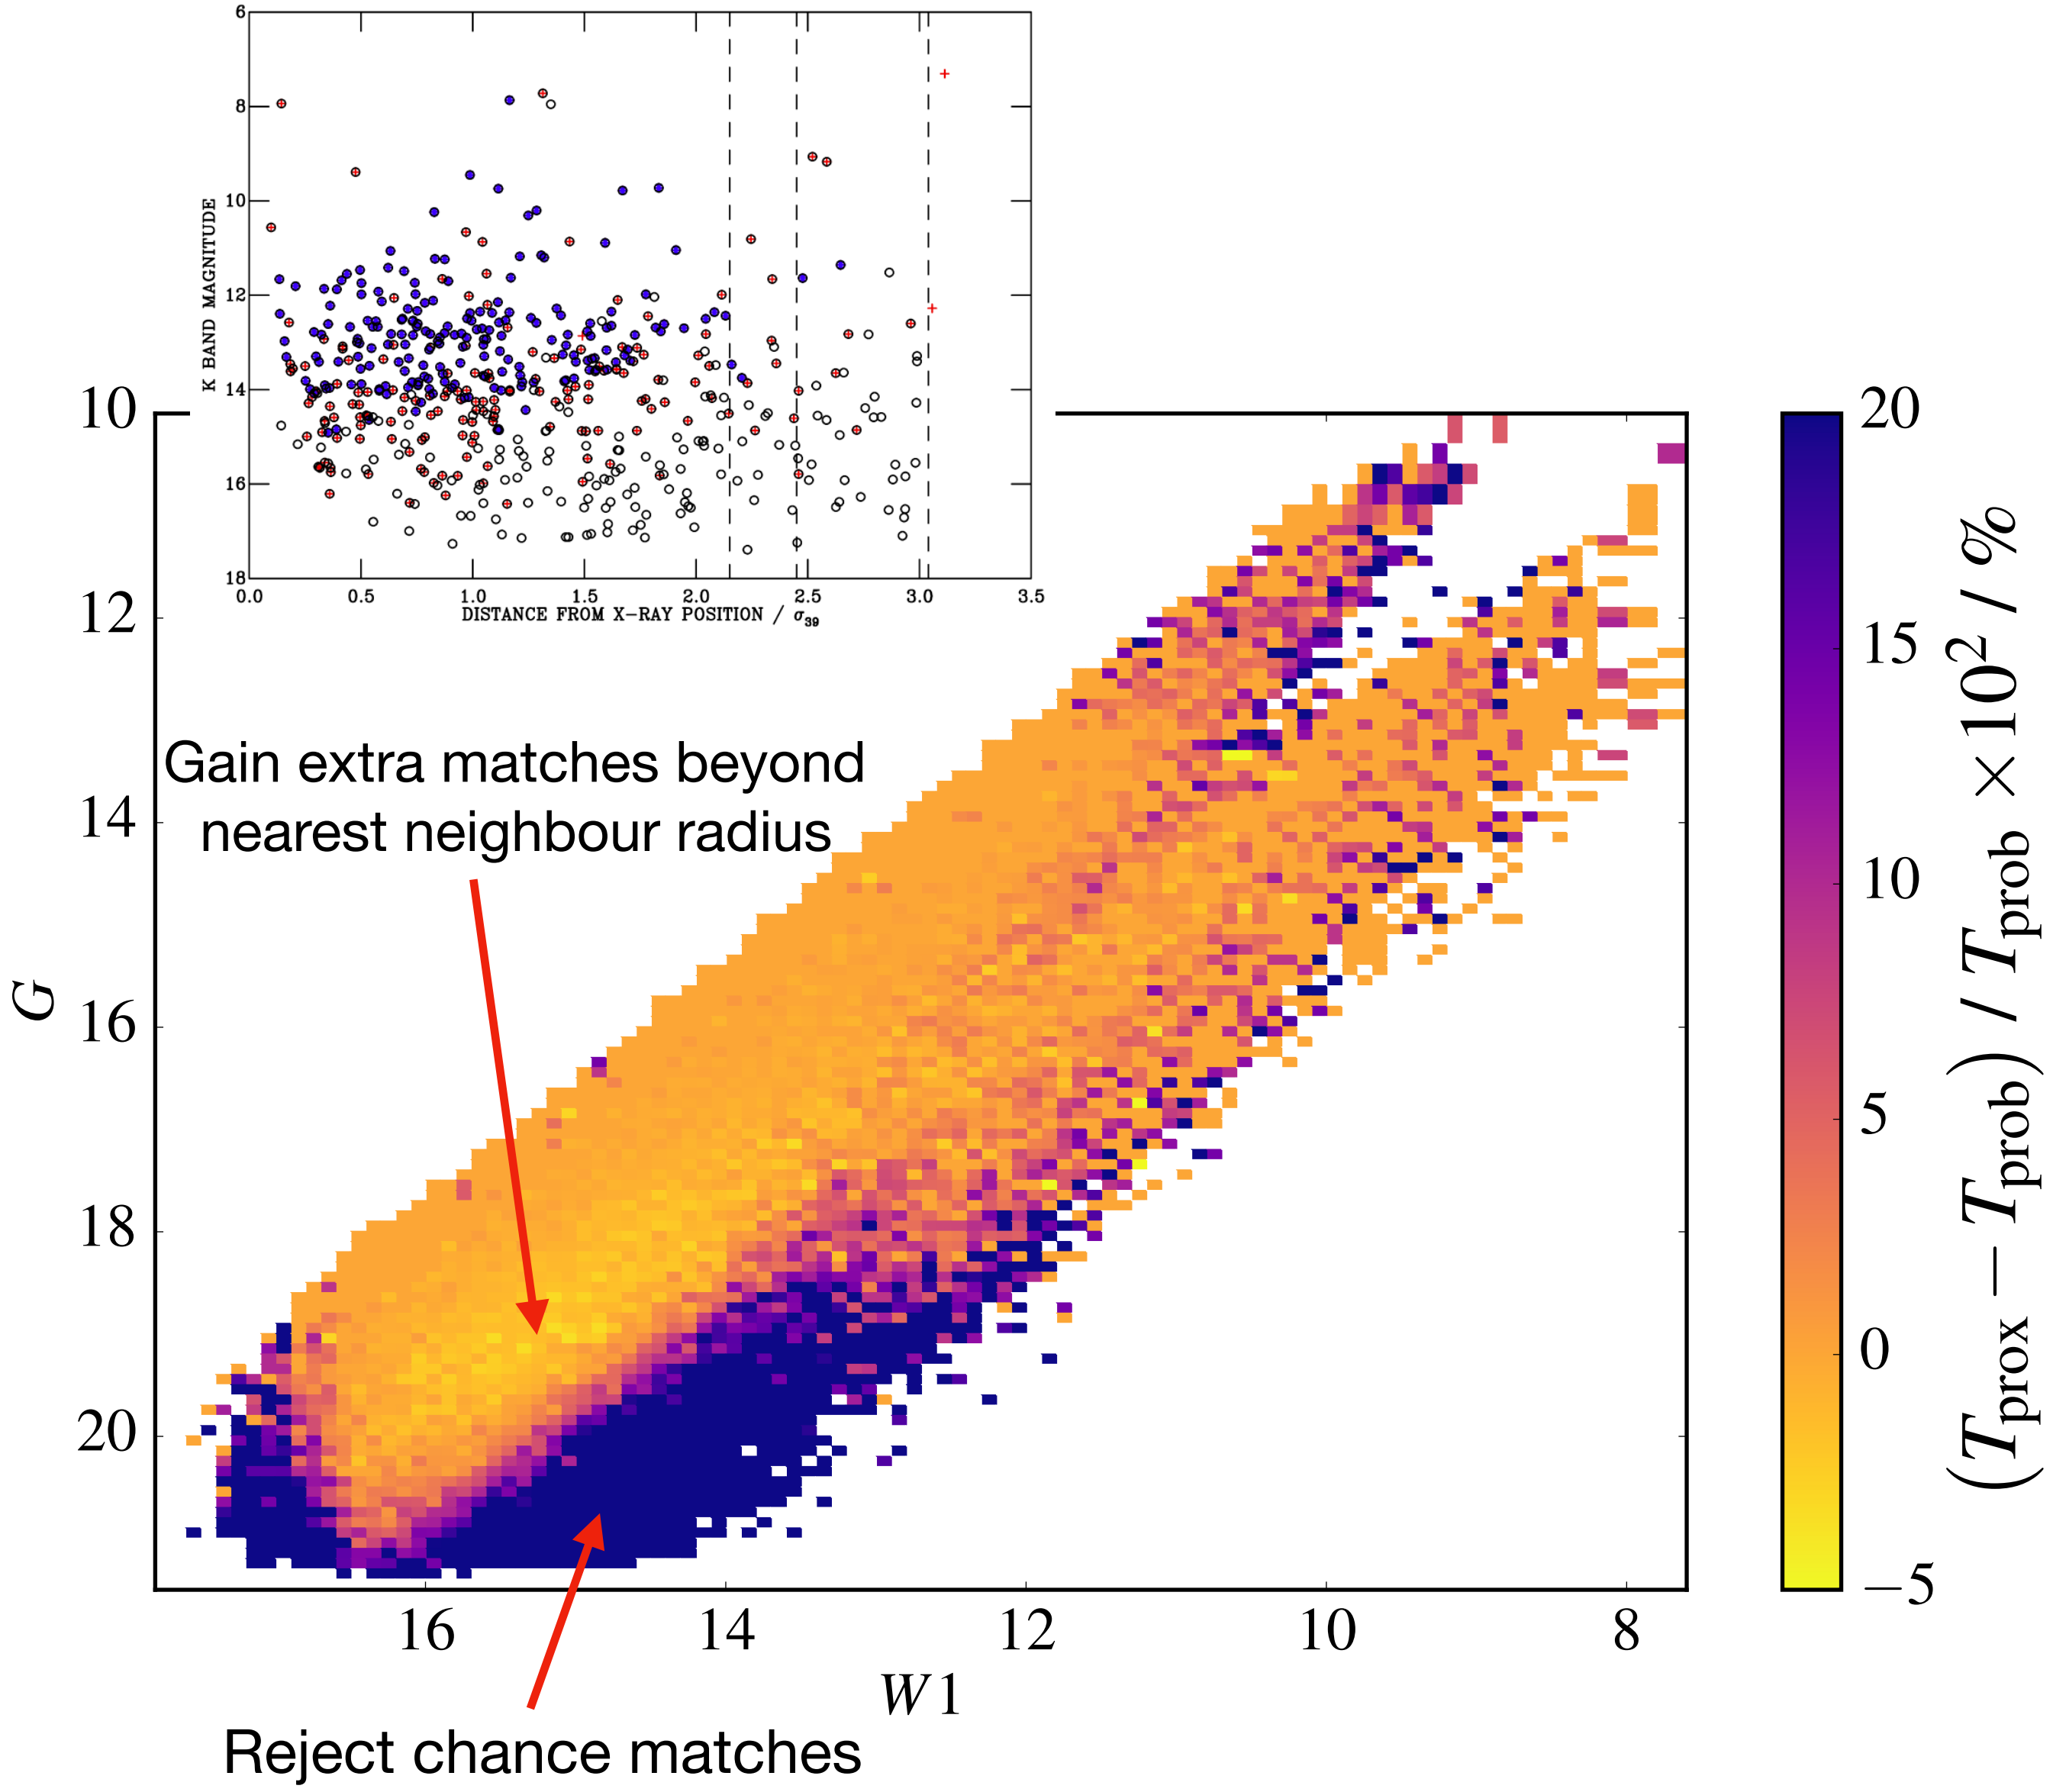 6
8
10
12
14
16
18
K BAND MAGNITUDE
0.0 0.5 1.0 1.5 2.0 2.5 3.0 3.5
DISTANCE FROM X-RAY POSITION / σ39
10
12
14
16
18
20
G
Gain extra matches beyond
nearest neighbour radius
Reject chance matches
16 14 12 10 8
W1
20
15
10
5
0
−5
(Tprox − Tprob) / Tprob × 10² / %